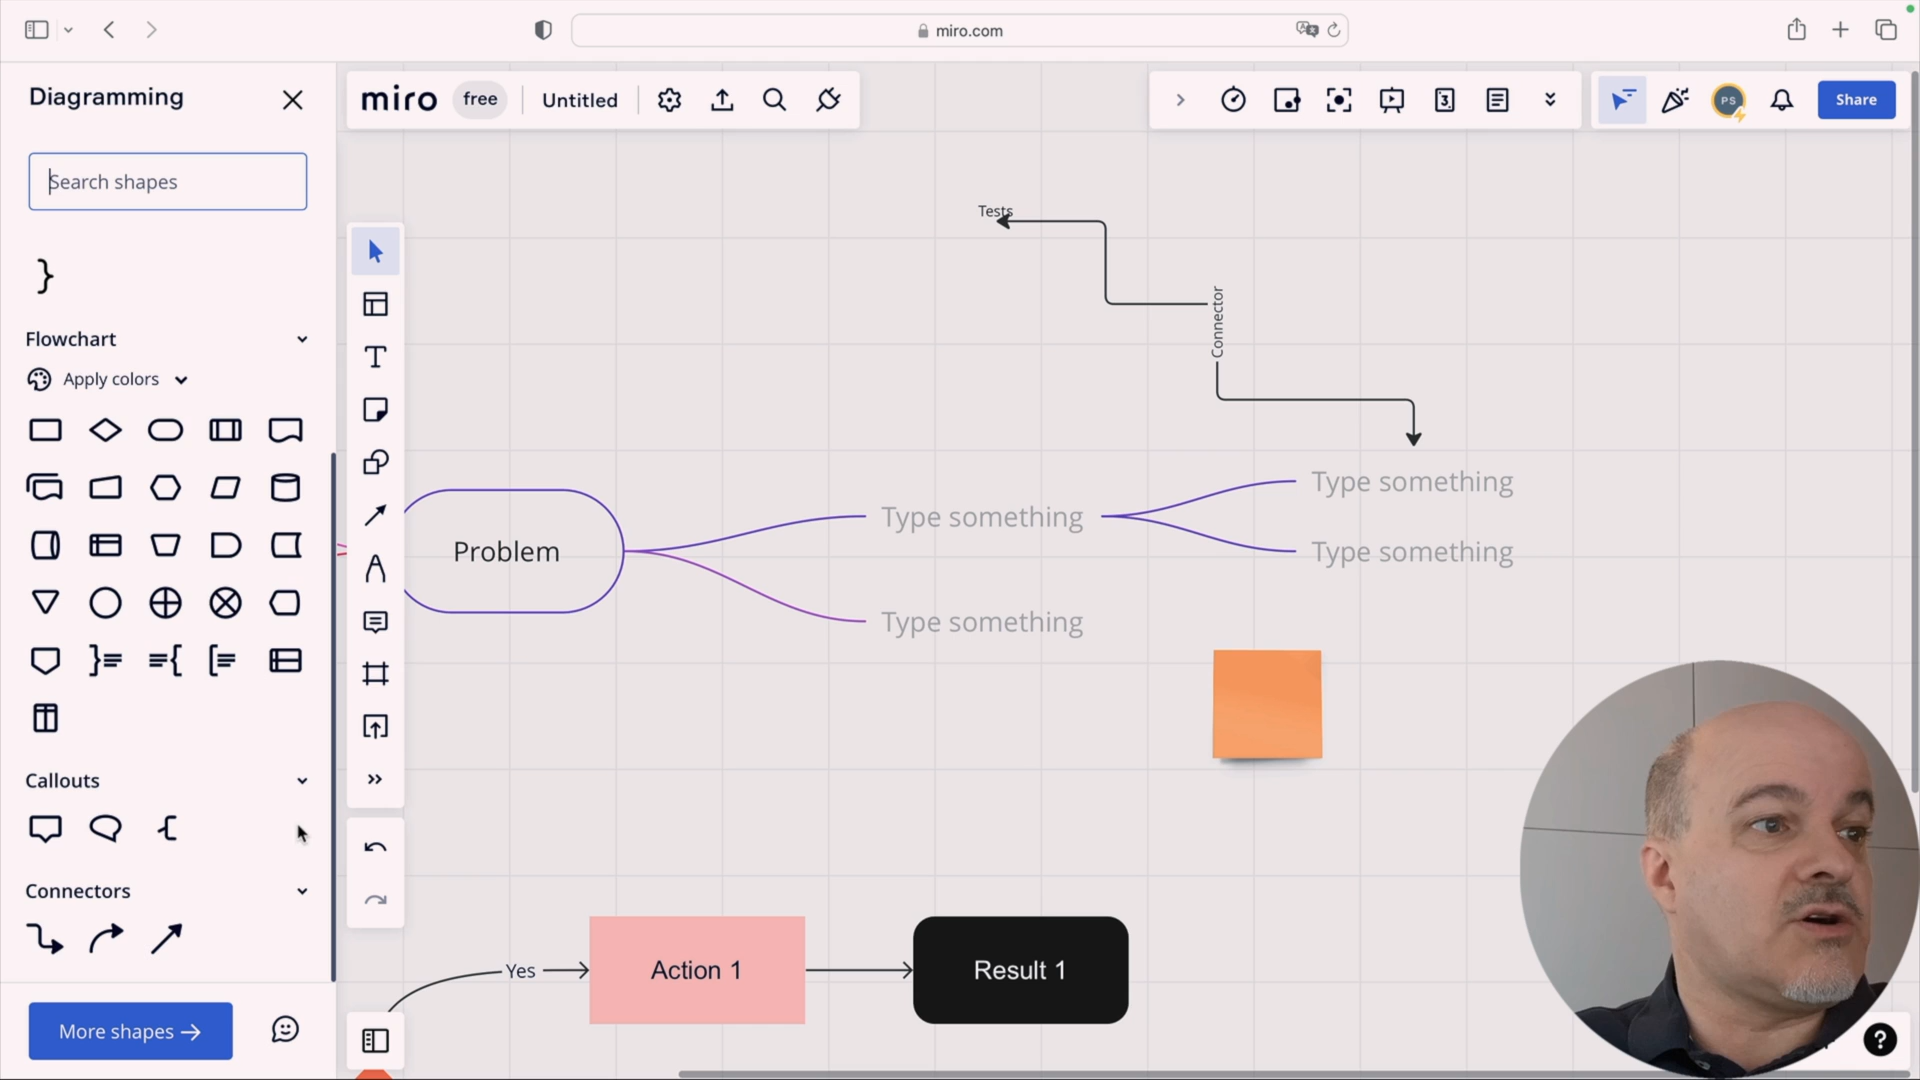 miro.com
Diagramming
Search shapes
}
Flowchart
Apply colors
Callouts
Connectors
More shapes →
miro
free
Untitled
3
PS
Share
Tests
Connector
Problem
Type something
Type something
Type something
Type something
Yes
Action 1
Result 1
?